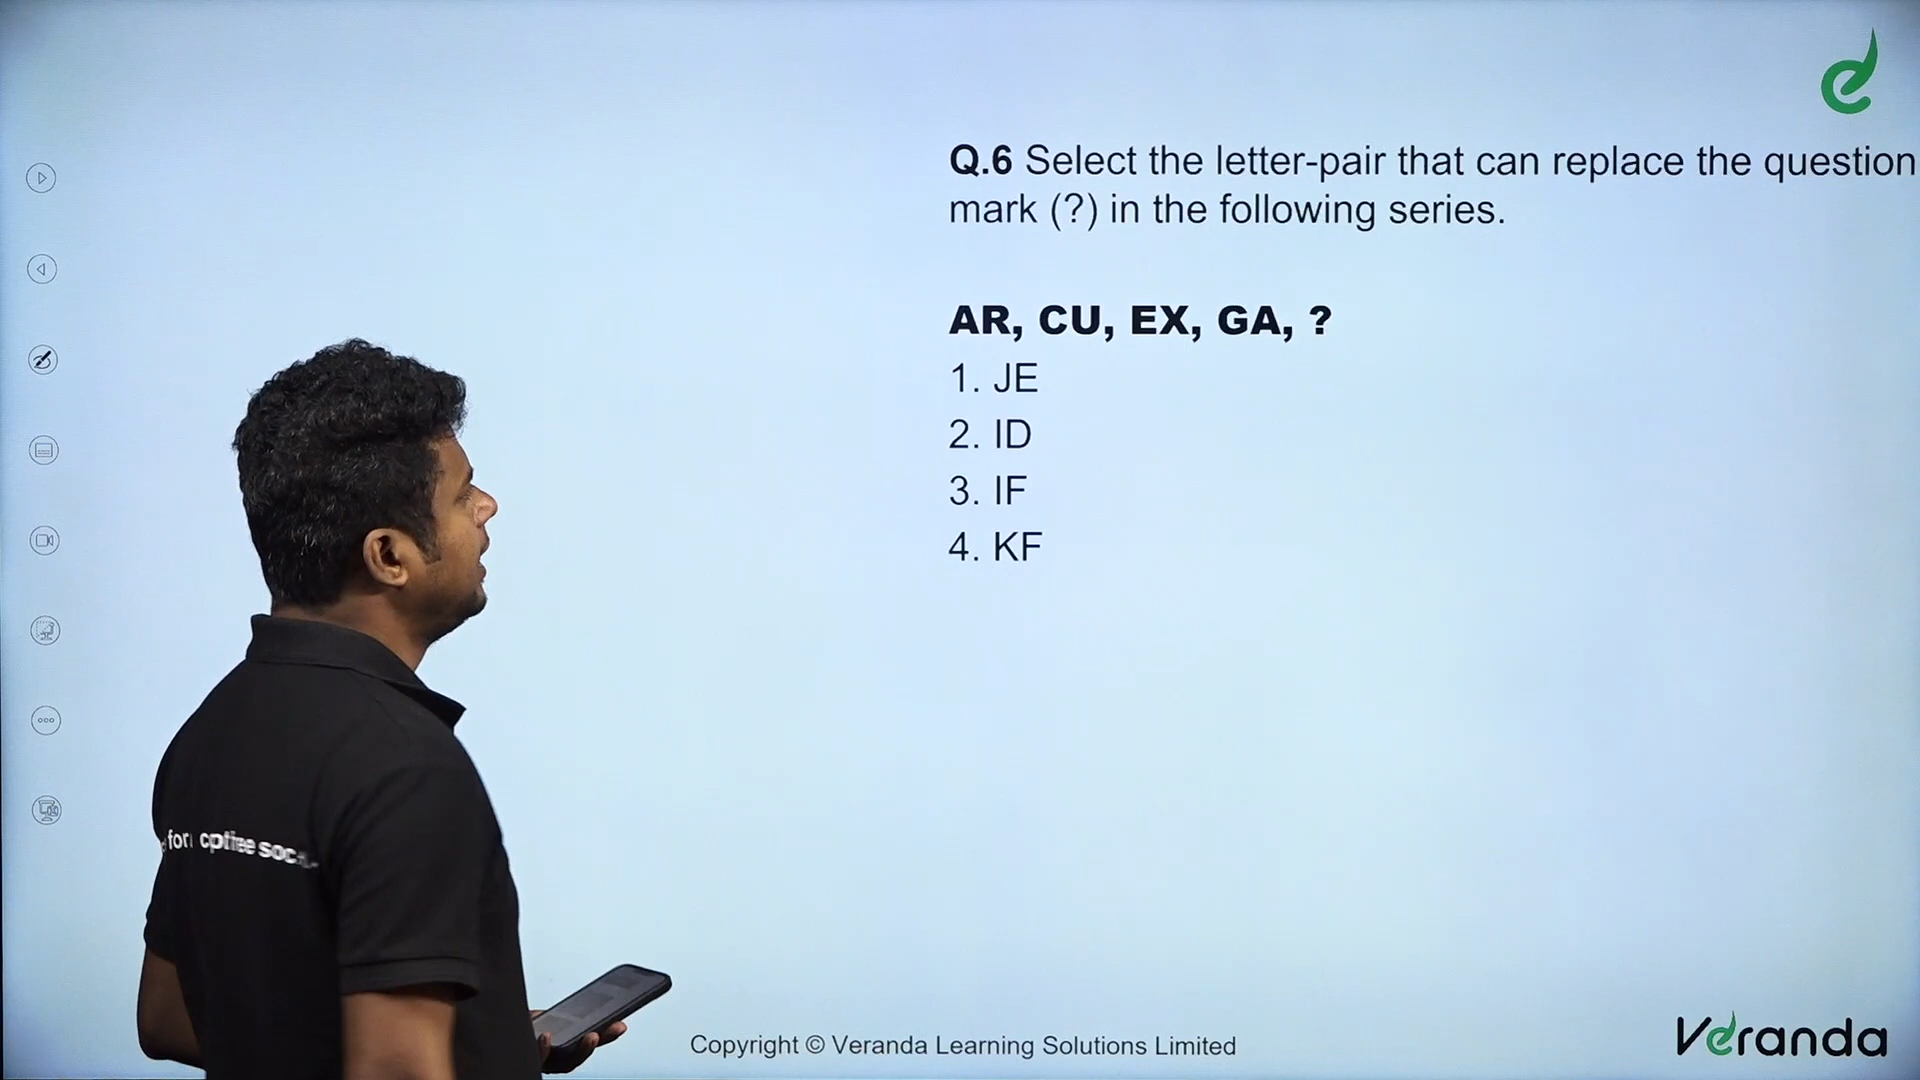 Q.6 Select the letter-pair that can replace the question
mark (?) in the following series.
AR, CU, EX, GA, ?
1. JE
2. ID
3. IF
4. KF
for
Copyright © Veranda Learning Solutions Limited
Veranda